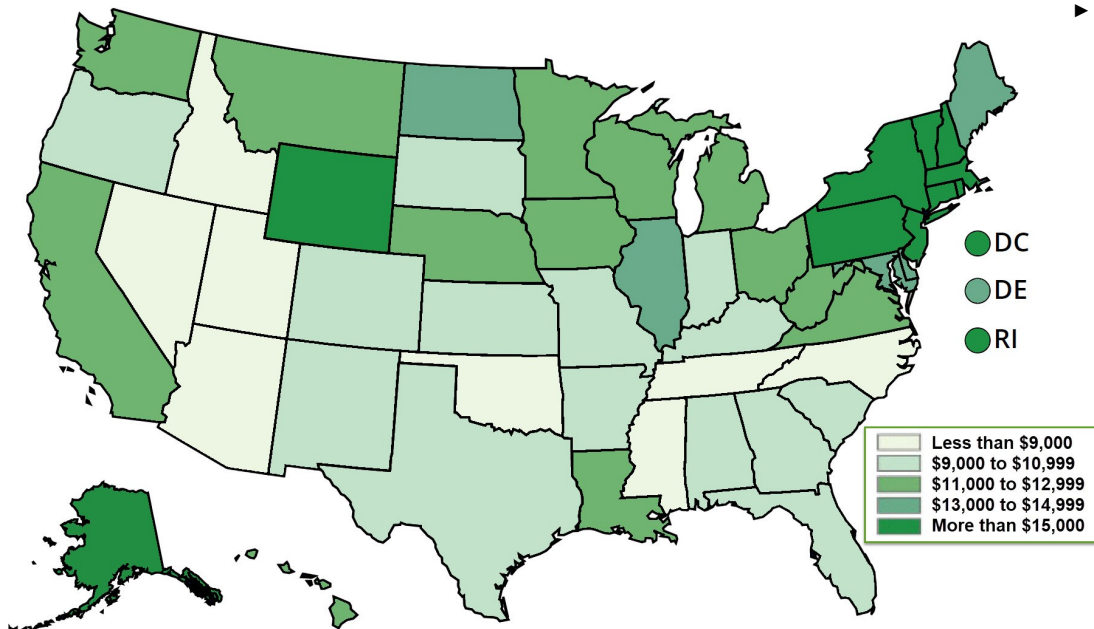 DC
DE
RI
Less than $9,000
$9,000 to $10,999
$11,000 to $12,999
$13,000 to $14,999
More than $15,000